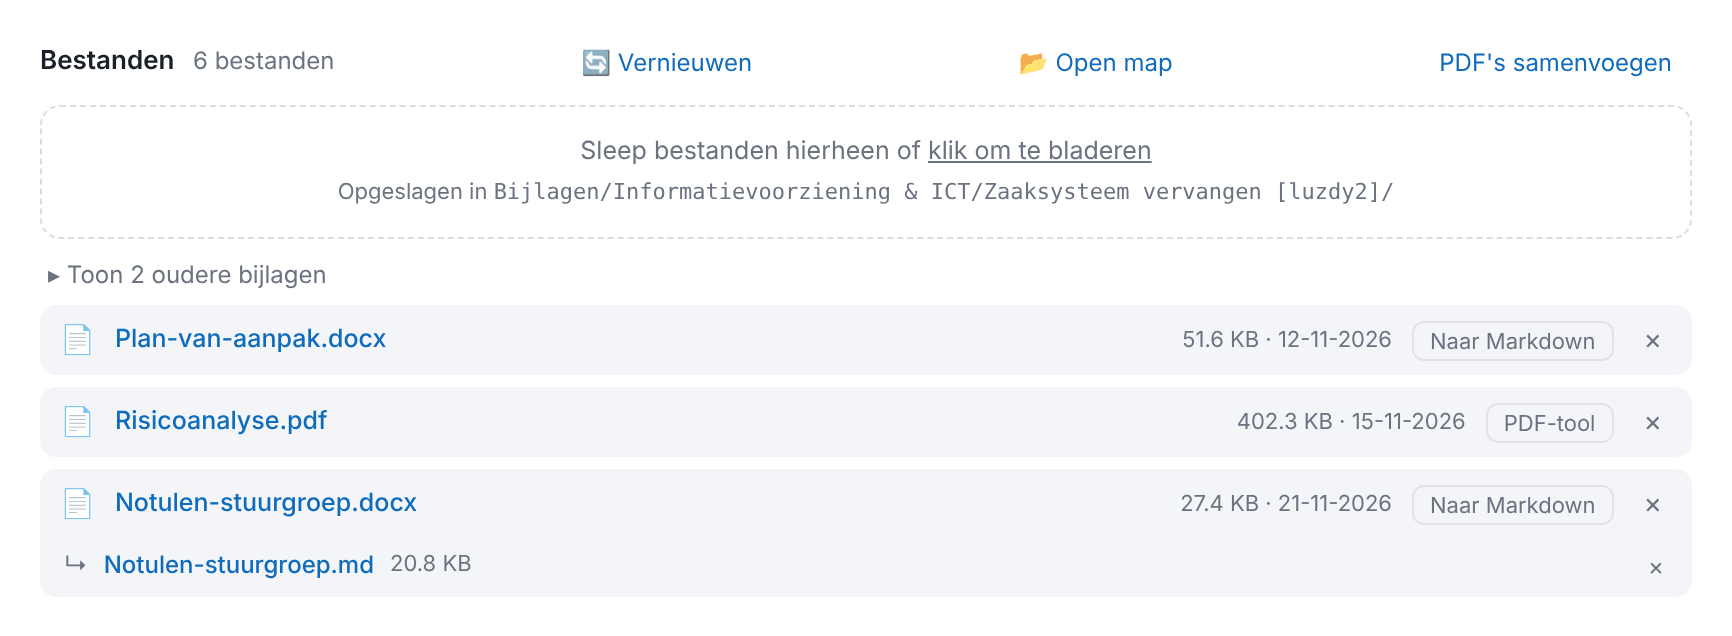 Bestanden 6 bestanden Vernieuwen Open map PDF's samenvoegen
Sleep bestanden hierheen of klik om te bladeren
Opgeslagen in Bijlagen/Informatievoorziening & ICT/Zaaksysteem vervangen [luzdy2]/
▸ Toon 2 oudere bijlagen
Plan-van-aanpak.docx 51.6 KB · 12-11-2026 Naar Markdown ×
Risicoanalyse.pdf 402.3 KB · 15-11-2026 PDF-tool ×
Notulen-stuurgroep.docx 27.4 KB · 21-11-2026 Naar Markdown ×
↳ Notulen-stuurgroep.md 20.8 KB ×